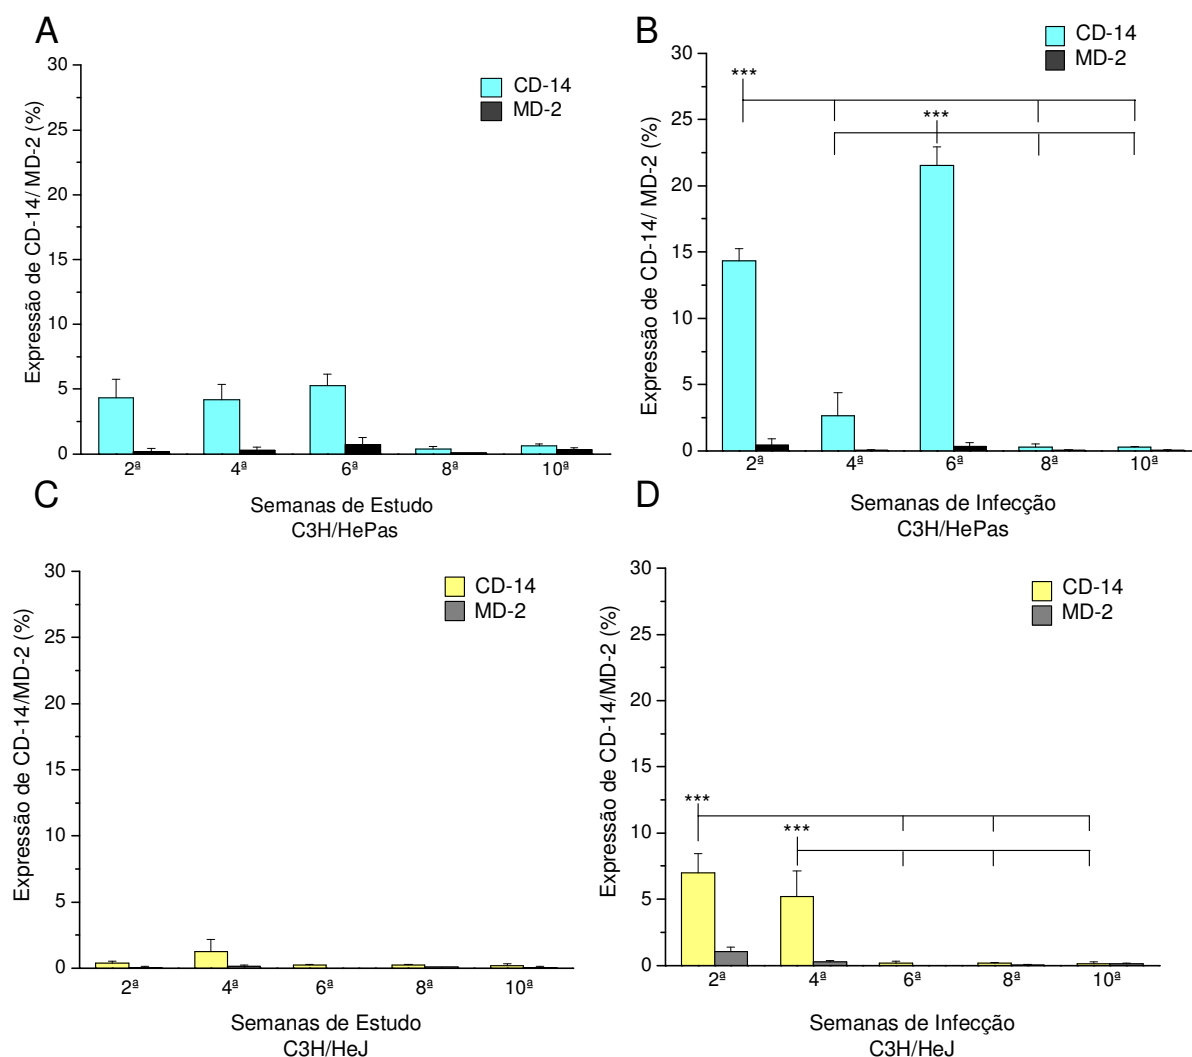 A
CD-14
MD-2
Expressão de CD-14/ MD-2 (%)
30
25
20
15
10
5
0
2ª 4ª 6ª 8ª 10ª
Semanas de Estudo
C3H/HePas
B
CD-14
MD-2
Expressão de CD-14/ MD-2 (%)
30
25
20
15
10
5
0
***
***
2ª 4ª 6ª 8ª 10ª
Semanas de Infecção
C3H/HePas
C
CD-14
MD-2
Expressão de CD-14/MD-2 (%)
30
25
20
15
10
5
0
2ª 4ª 6ª 8ª 10ª
Semanas de Estudo
C3H/HeJ
D
CD-14
MD-2
Expressão de CD-14/MD-2 (%)
30
25
20
15
10
5
0
***
***
2ª 4ª 6ª 8ª 10ª
Semanas de Infecção
C3H/HeJ